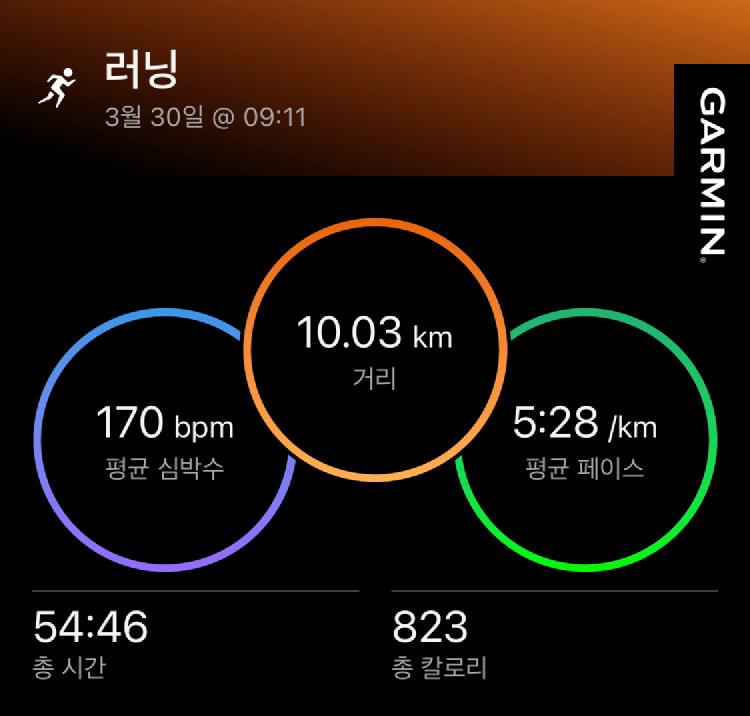 러닝
3월 30일 @ 09:11
GARMIN®
10.03 km
거리
170 bpm
평균 심박수
5:28 /km
평균 페이스
54:46
총 시간
823
총 칼로리